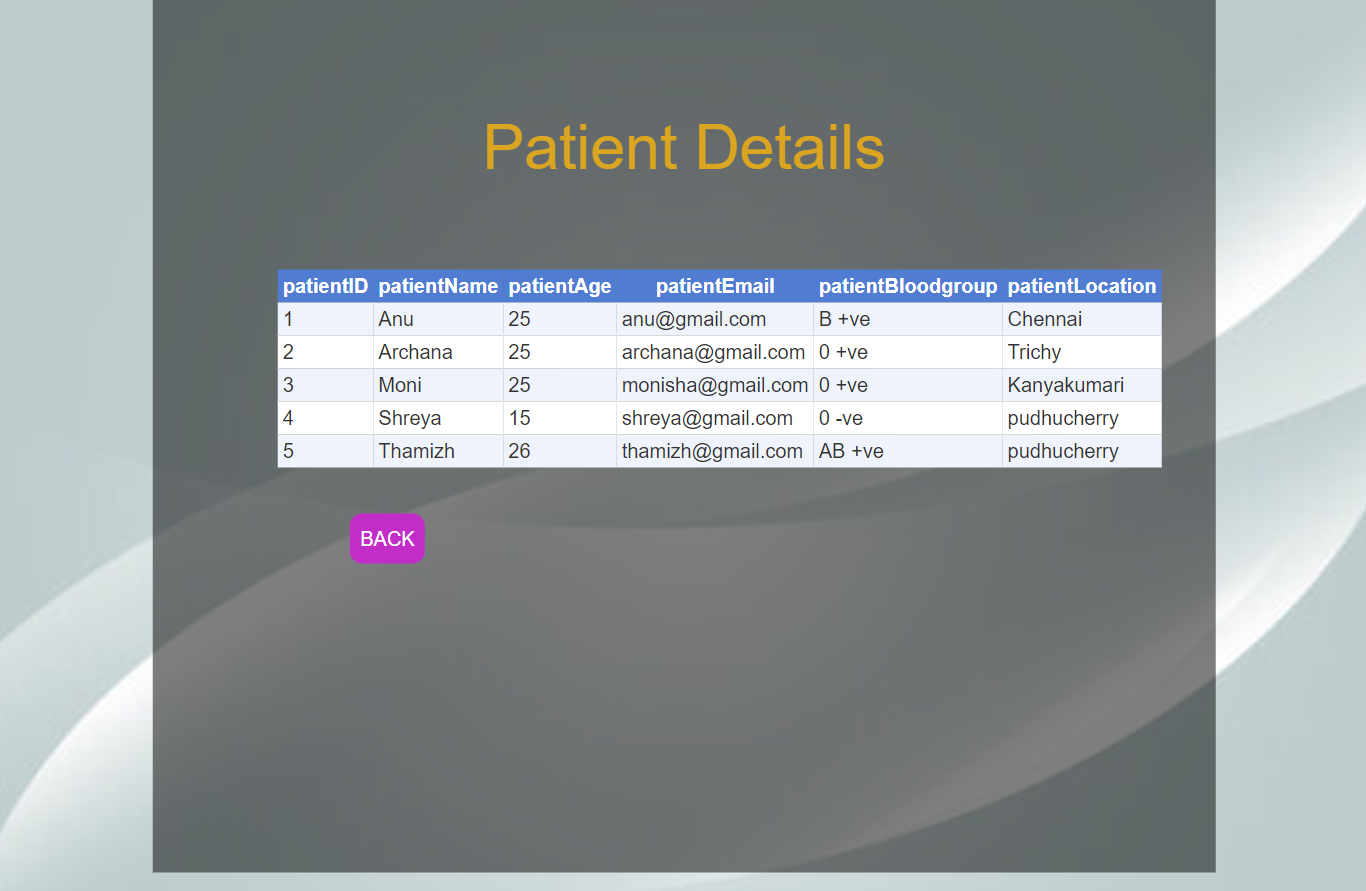 Patient Details
patientID patientName patientAge patientEmail patientBloodgroup patientLocation
1 Anu 25 anu@gmail.com B +ve Chennai
2 Archana 25 archana@gmail.com 0 +ve Trichy
3 Moni 25 monisha@gmail.com 0 +ve Kanyakumari
4 Shreya 15 shreya@gmail.com 0 -ve pudhucherry
5 Thamizh 26 thamizh@gmail.com AB +ve pudhucherry
BACK